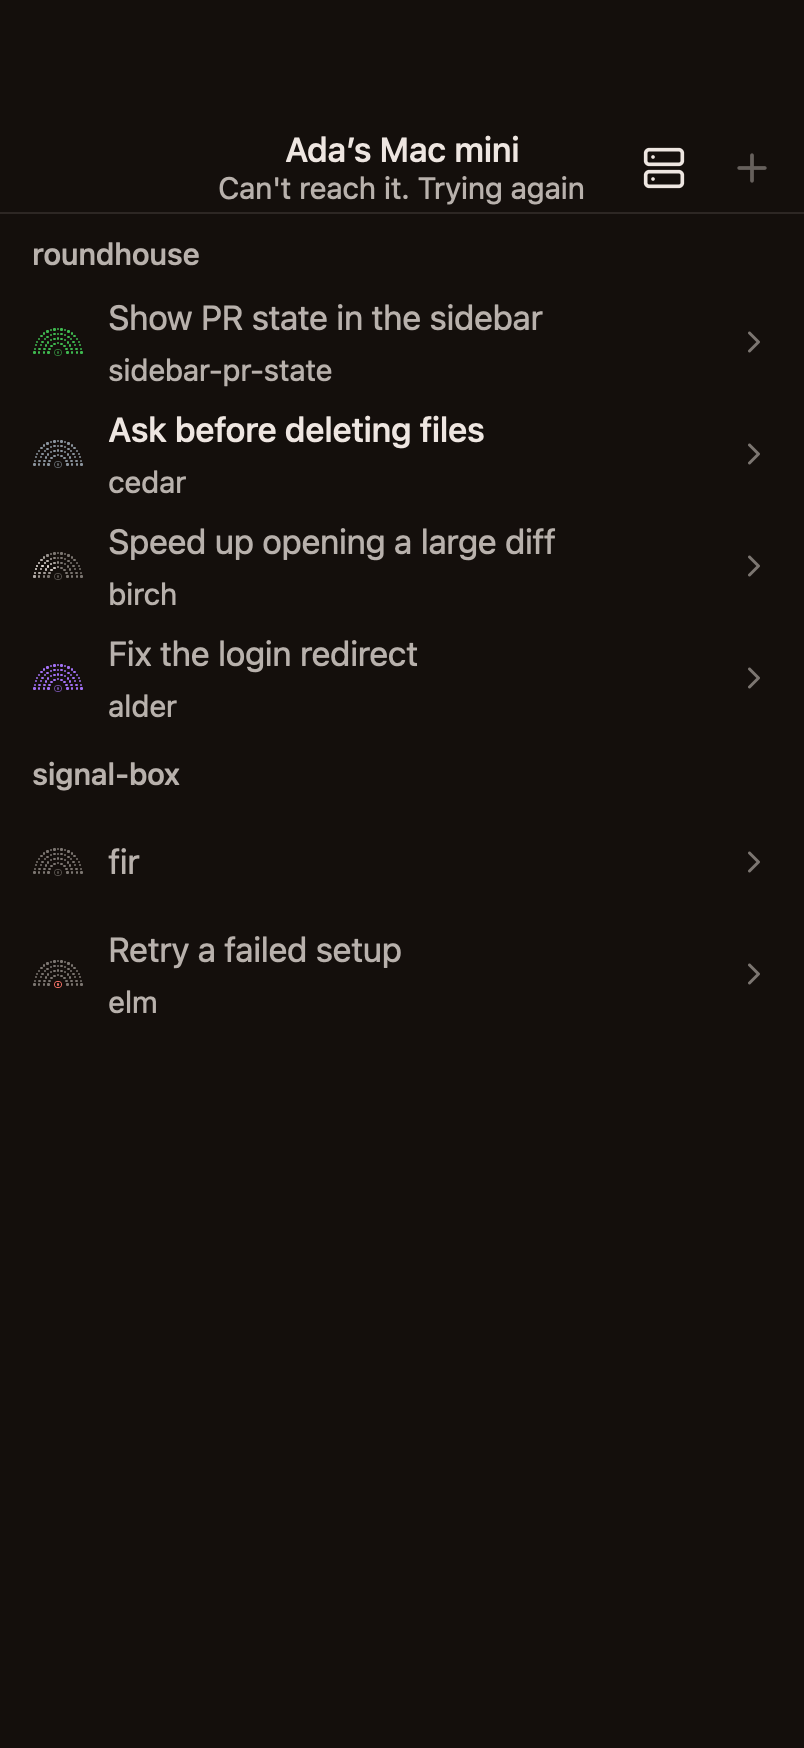 Ada’s Mac mini
Can't reach it. Trying again
roundhouse
Show PR state in the sidebar
sidebar-pr-state
Ask before deleting files
cedar
Speed up opening a large diff
birch
Fix the login redirect
alder
signal-box
fir
Retry a failed setup
elm